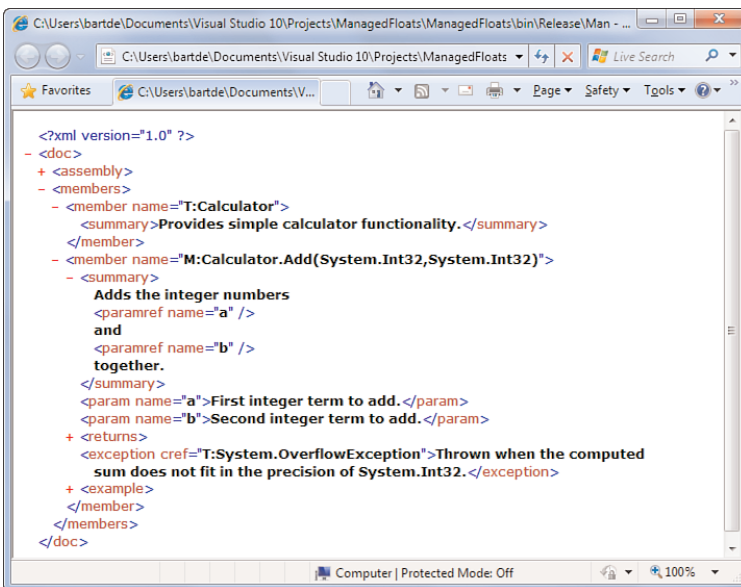 C:\Users\bartde\Documents\Visual Studio 10\Projects\ManagedFloats\ManagedFloats\bin\Release\Man - ...
C:\Users\bartde\Documents\Visual Studio 10\Projects\ManagedFloats
Live Search
Favorites
C:\Users\bartde\Documents\V...
Page
Safety
Tools
<?xml version="1.0" ?>
- <doc>
+ <assembly>
- <members>
- <member name="T:Calculator">
<summary>Provides simple calculator functionality.</summary>
</member>
- <member name="M:Calculator.Add(System.Int32,System.Int32)">
- <summary>
Adds the integer numbers
<paramref name="a" />
and
<paramref name="b" />
together.
</summary>
<param name="a">First integer term to add.</param>
<param name="b">Second integer term to add.</param>
+ <returns>
<exception cref="T:System.OverflowException">Thrown when the computed
sum does not fit in the precision of System.Int32.</exception>
+ <example>
</member>
</members>
</doc>
Computer | Protected Mode: Off
100%